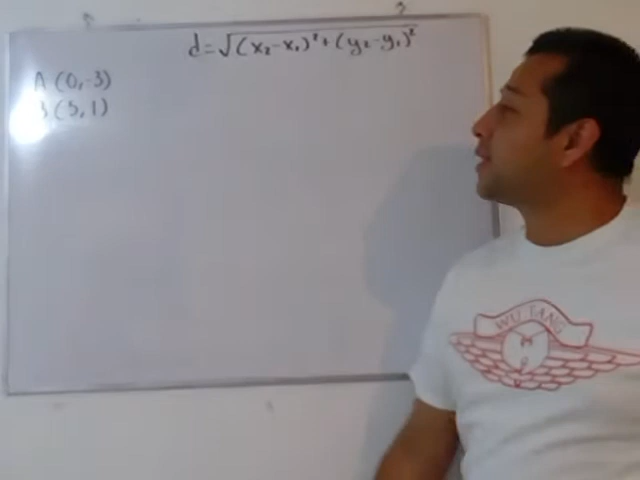 d=√(x₂-x₁)²+(y₂-y₁)²
A (0,-3)
B (5,1)
WU TANG